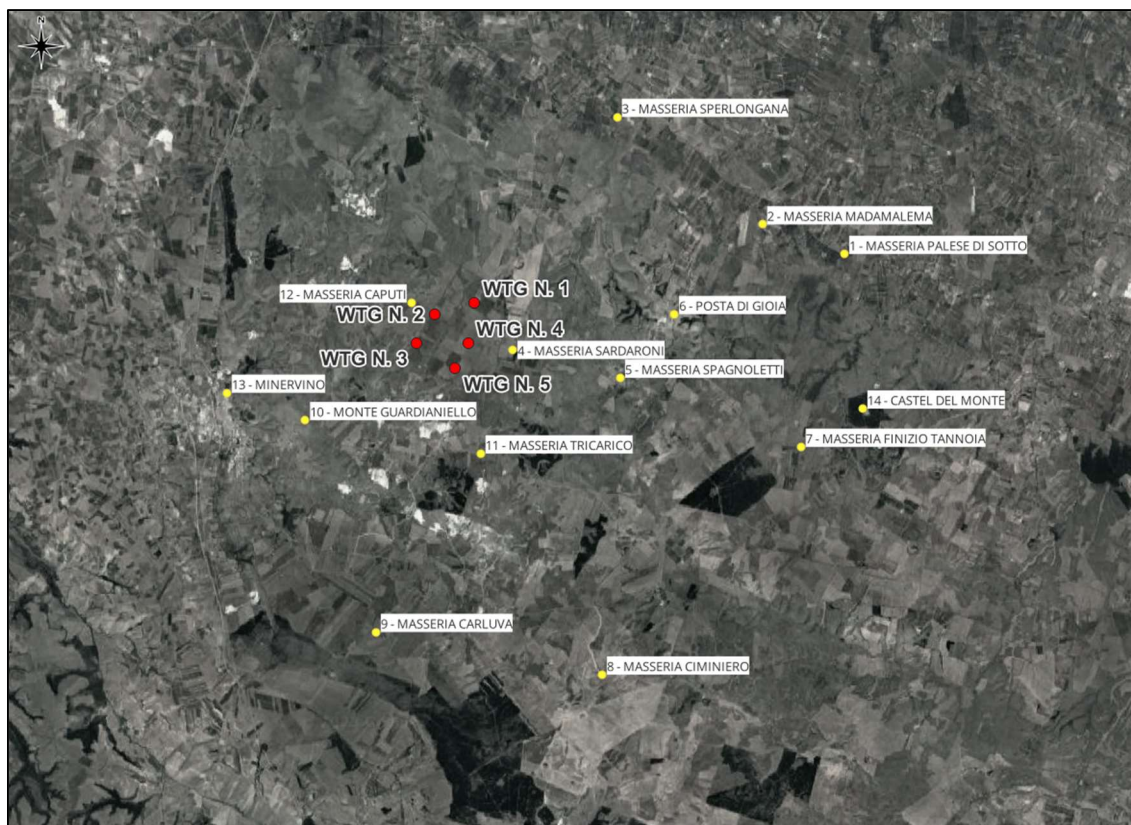 N
3 - MASSERIA SPERLONGANA
2 - MASSERIA MADAMALEMA
1 - MASSERIA PALESE DI SOTTO
12 - MASSERIA CAPUTI
WTG N. 1
6 - POSTA DI GIOIA
WTG N. 2
WTG N. 4
4 - MASSERIA SARDARONI
WTG N. 3
5 - MASSERIA SPAGNOLETTI
WTG N. 5
13 - MINERVINO
14 - CASTEL DEL MONTE
10 - MONTE GUARDIANIELLO
7 - MASSERIA FINIZIO TANNOIA
11 - MASSERIA TRICARICO
9 - MASSERIA CARLUVA
8 - MASSERIA CIMINIERO